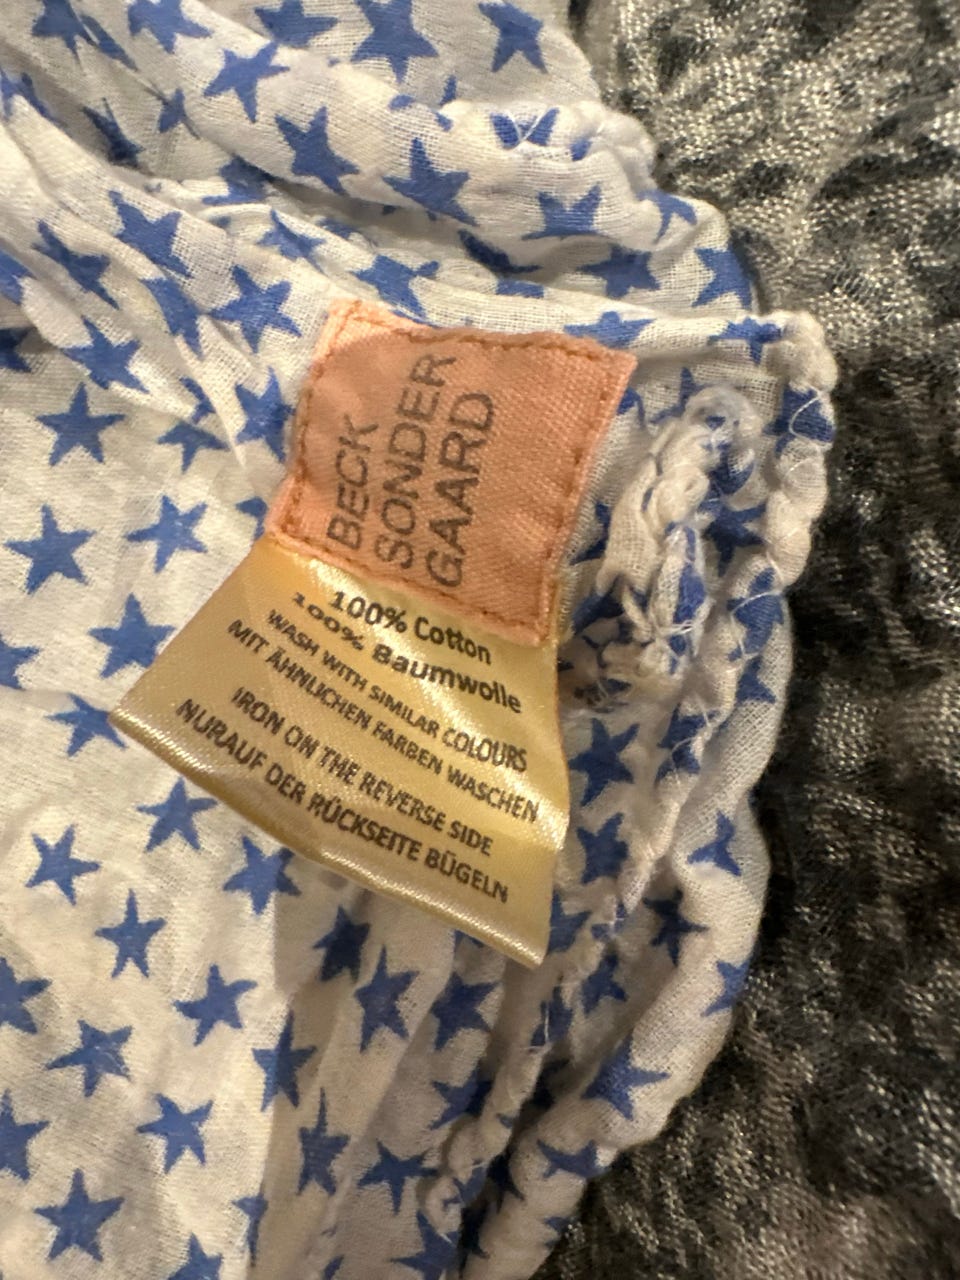 BECK
SONDER
GAARD
100% Cotton
100% Baumwolle
WASH WITH SIMILAR COLOURS
MIT ÄHNLICHEN FARBEN WASCHEN
IRON ON THE REVERSE SIDE
NURAUF DER RÜCKSEITE BÜGELN